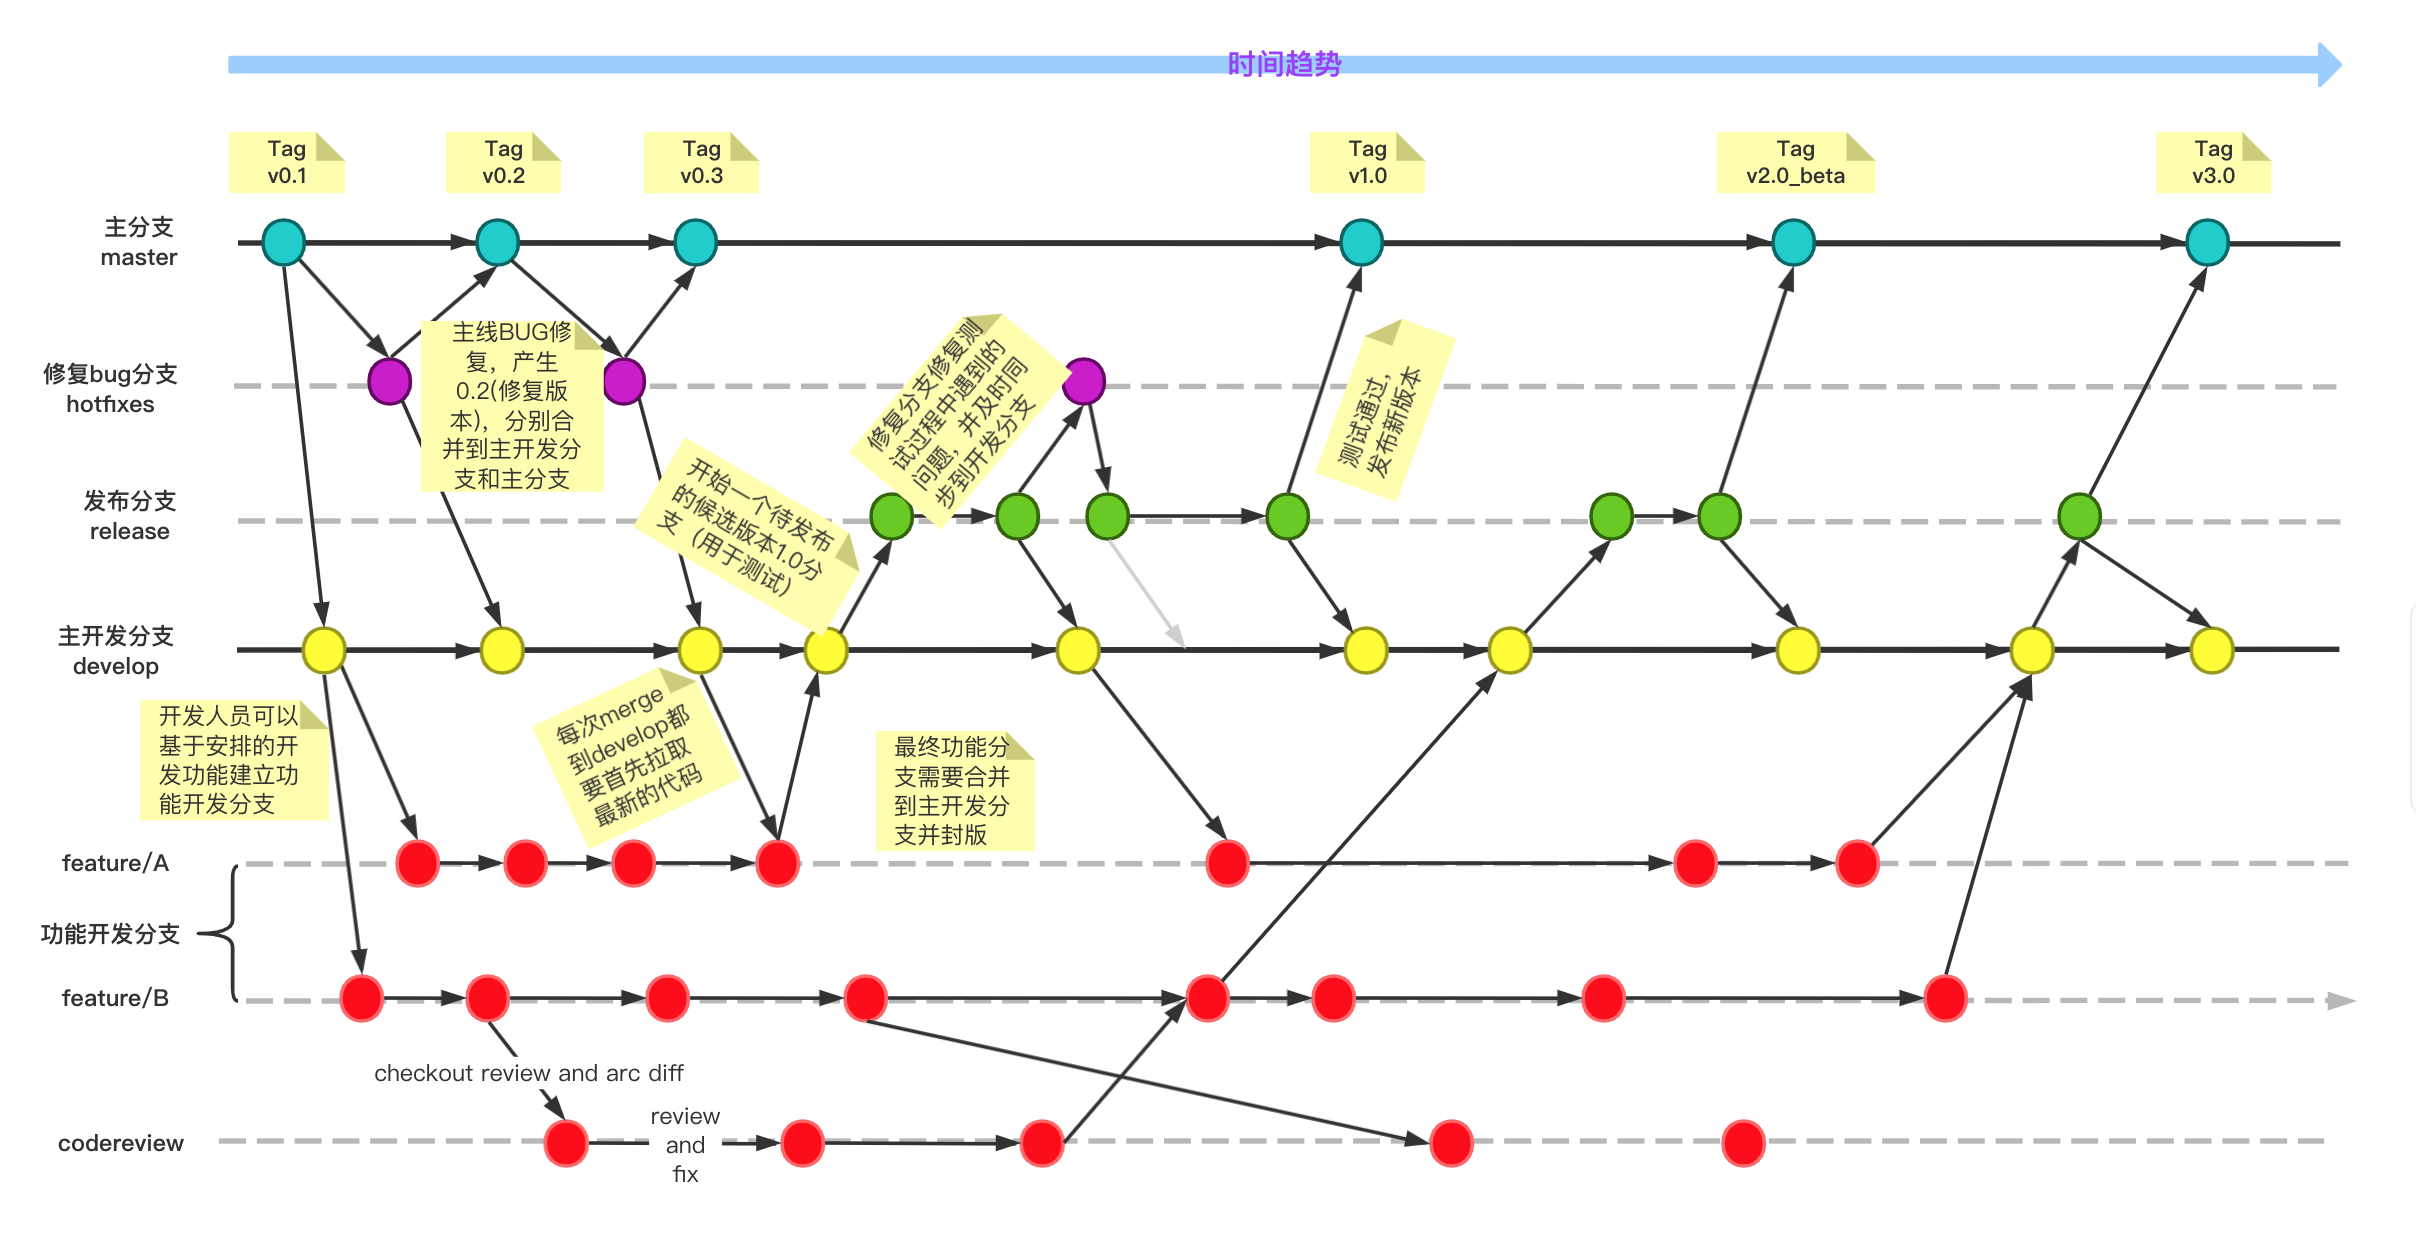 时间趋势
Tag
v0.1
Tag
v0.2
Tag
v0.3
Tag
v1.0
Tag
v2.0_beta
Tag
v3.0
主分支
master
修复bug分支
hotfixes
主线BUG修
复，产生
0.2(修复版
本)，分别合
并到主开发分
支和主分支
修复分支修复测
试过程中遇到的
问题，并及时同
步到开发分支
测试通过，
发布新版本
发布分支
release
开始一个待发布
的候选版本1.0分
支（用于测试）
主开发分支
develop
开发人员可以
基于安排的开
发功能建立功
能开发分支
每次merge
到develop都
要首先拉取
最新的代码
最终功能分
支需要合并
到主开发分
支并封版
feature/A
功能开发分支
feature/B
checkout review and arc diff
review
and
fix
codereview